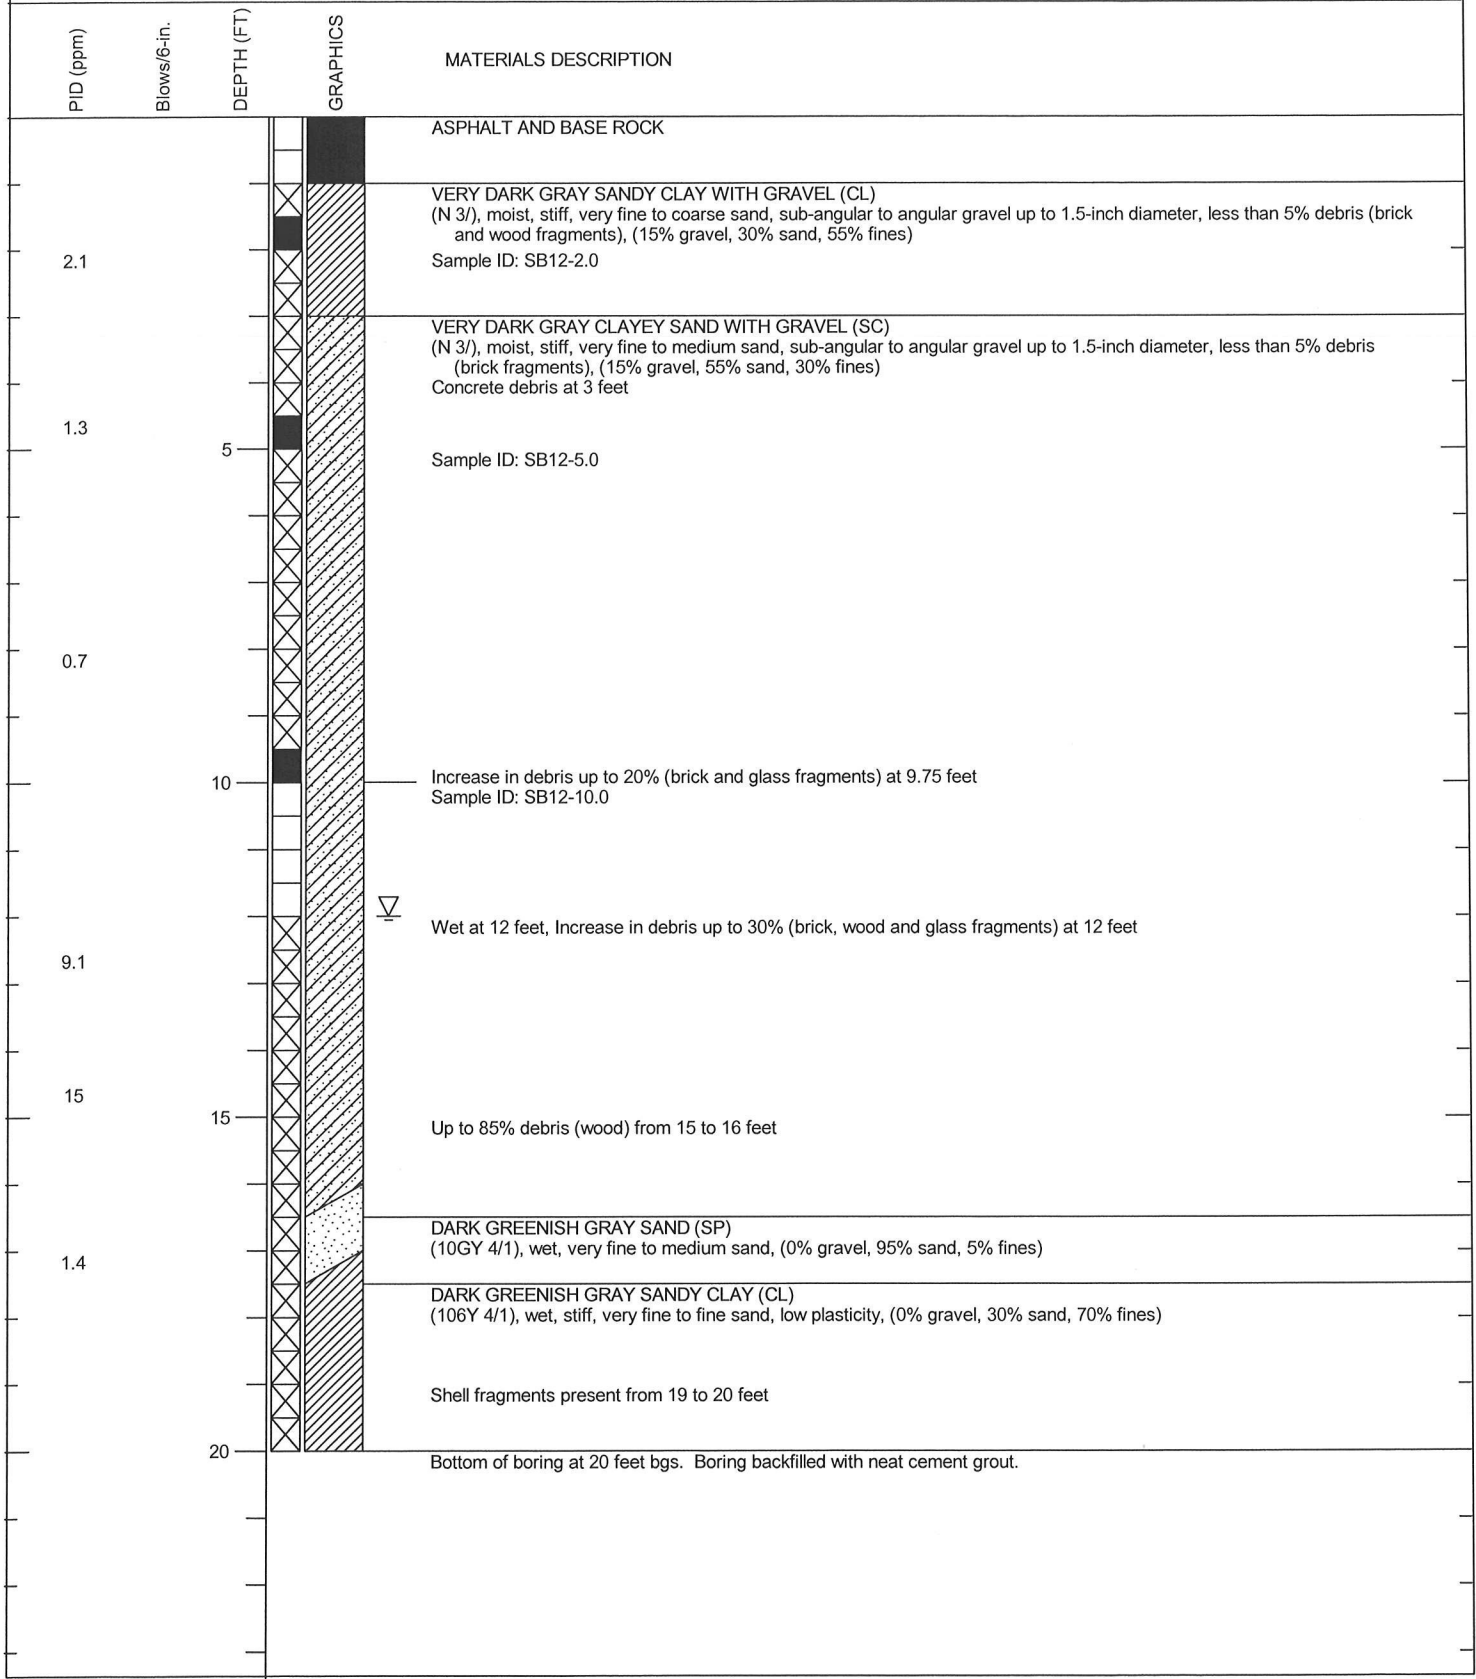 PID (ppm)
Blows/6-in.
DEPTH (FT)
GRAPHICS
MATERIALS DESCRIPTION
ASPHALT AND BASE ROCK
VERY DARK GRAY SANDY CLAY WITH GRAVEL (CL)
(N 3/), moist, stiff, very fine to coarse sand, sub-angular to angular gravel up to 1.5-inch diameter, less than 5% debris (brick
and wood fragments), (15% gravel, 30% sand, 55% fines)
2.1
Sample ID: SB12-2.0
VERY DARK GRAY CLAYEY SAND WITH GRAVEL (SC)
(N 3/), moist, stiff, very fine to medium sand, sub-angular to angular gravel up to 1.5-inch diameter, less than 5% debris
(brick fragments), (15% gravel, 55% sand, 30% fines)
Concrete debris at 3 feet
1.3
5
Sample ID: SB12-5.0
0.7
10
Increase in debris up to 20% (brick and glass fragments) at 9.75 feet
Sample ID: SB12-10.0
Wet at 12 feet, Increase in debris up to 30% (brick, wood and glass fragments) at 12 feet
9.1
15
15
Up to 85% debris (wood) from 15 to 16 feet
DARK GREENISH GRAY SAND (SP)
(10GY 4/1), wet, very fine to medium sand, (0% gravel, 95% sand, 5% fines)
1.4
DARK GREENISH GRAY SANDY CLAY (CL)
(106Y 4/1), wet, stiff, very fine to fine sand, low plasticity, (0% gravel, 30% sand, 70% fines)
Shell fragments present from 19 to 20 feet
20
Bottom of boring at 20 feet bgs. Boring backfilled with neat cement grout.